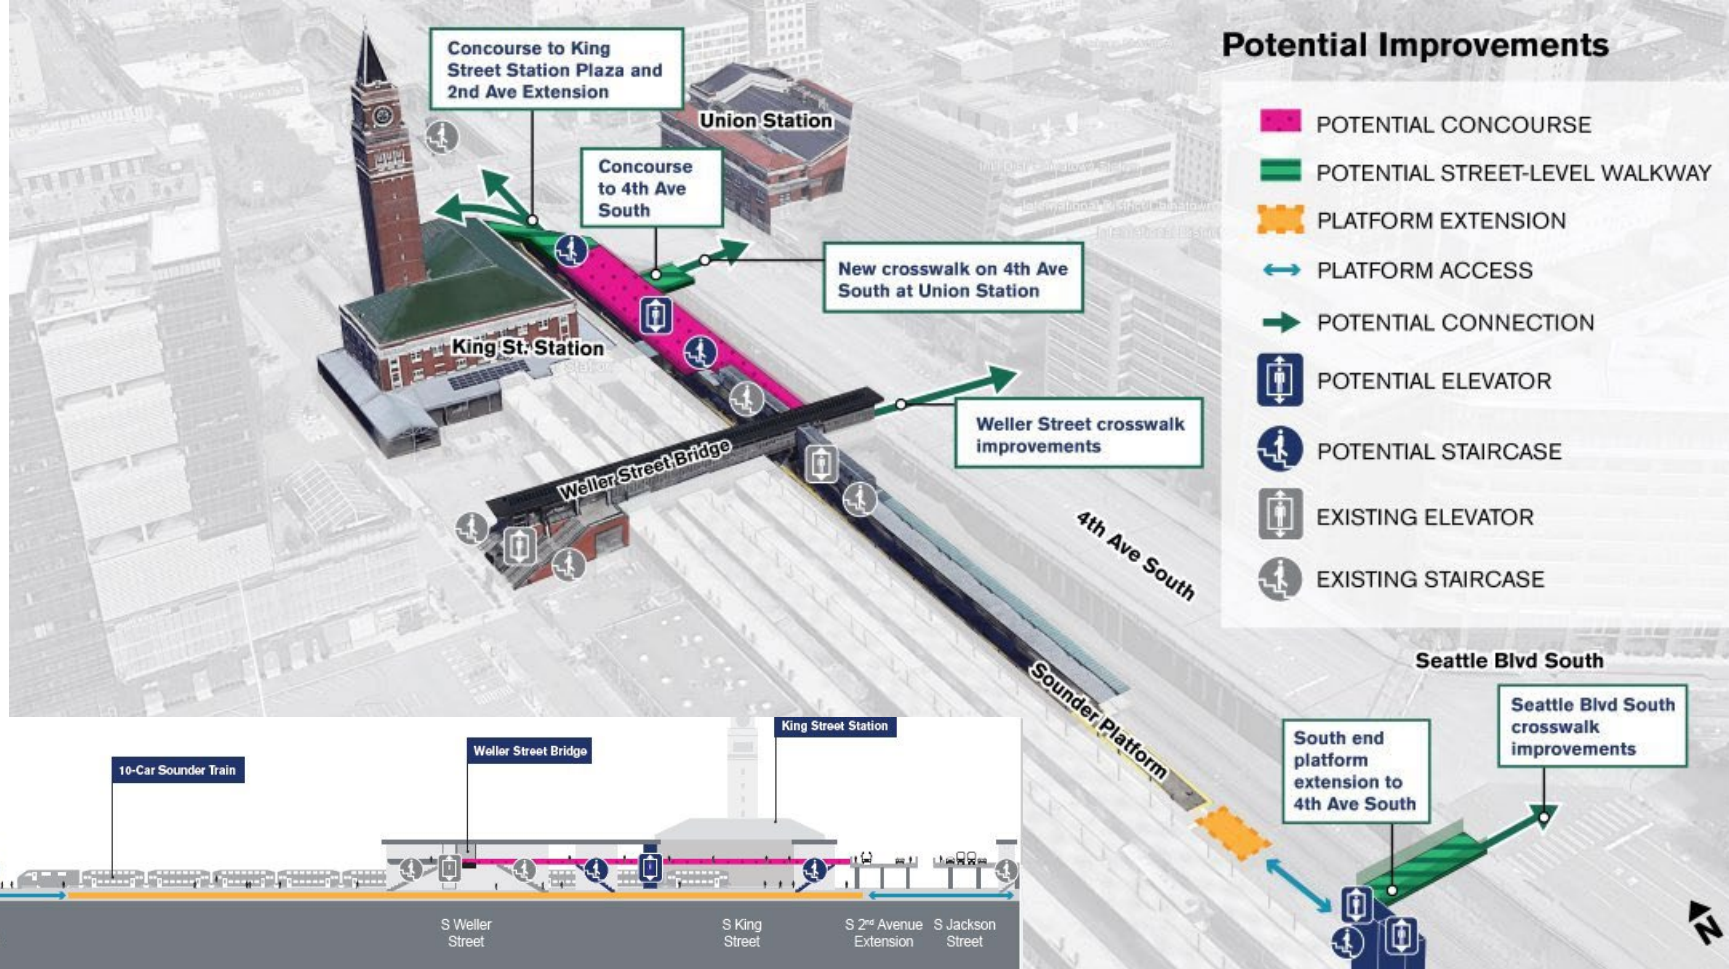 Concourse to King
Street Station Plaza and
2nd Ave Extension
Union Station
Concourse
to 4th Ave
South
New crosswalk on 4th Ave
South at Union Station
King St. Station
Weller Street Bridge
Weller Street crosswalk
improvements
4th Ave South
Sounder Platform
Potential Improvements
POTENTIAL CONCOURSE
POTENTIAL STREET-LEVEL WALKWAY
PLATFORM EXTENSION
PLATFORM ACCESS
POTENTIAL CONNECTION
POTENTIAL ELEVATOR
POTENTIAL STAIRCASE
EXISTING ELEVATOR
EXISTING STAIRCASE
Seattle Blvd South
Seattle Blvd South
crosswalk
improvements
South end
platform
extension to
4th Ave South
N
King Street Station
Weller Street Bridge
10-Car Sounder Train
S Weller
Street
S King
Street
S 2nd Avenue
Extension
S Jackson
Street